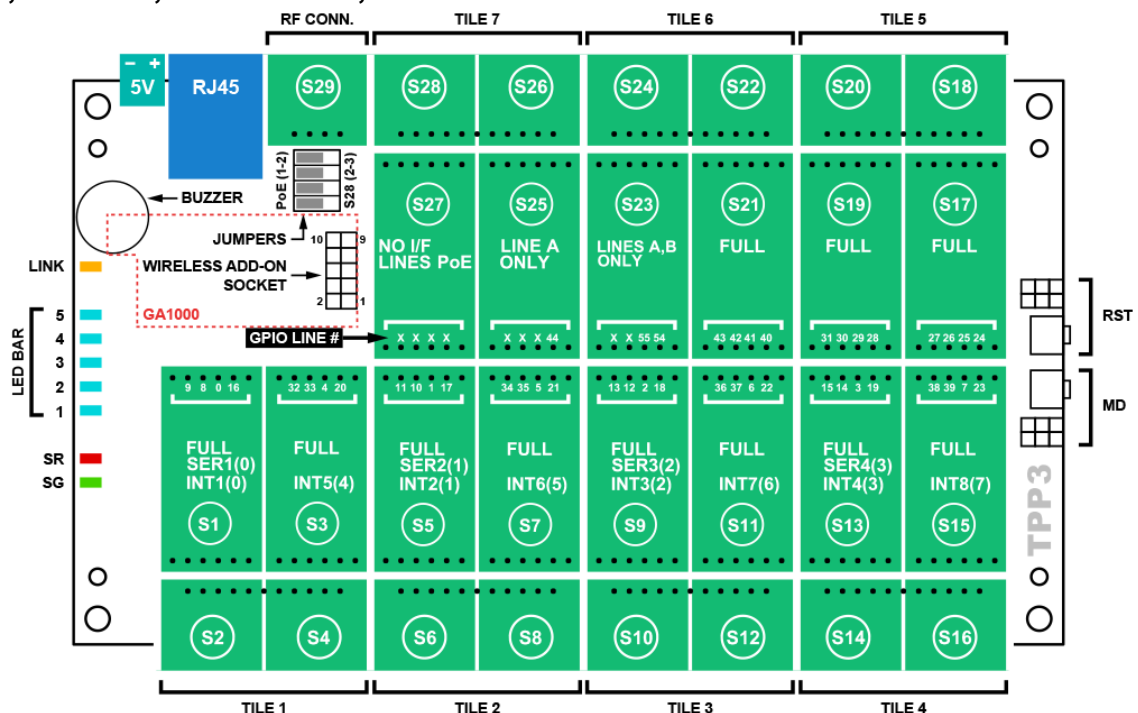 RF CONN. TILE 7 TILE 6 TILE 5
- +
5V RJ45 S29 S28 S26 S24 S22 S20 S18
PoE (1-2)
S28 (2-3)
BUZZER
JUMPERS
10 9
WIRELESS ADD-ON
SOCKET
2 1
GA1000
GPIO LINE #
S27
NO I/F
LINES PoE
X X X X
S25
LINE A
ONLY
X X X 44
S23
LINES A,B
ONLY
X X 55 54
S21
FULL
43 42 41 40
S19
FULL
31 30 29 28
S17
FULL
27 26 25 24
LINK
LED BAR
5
4
3
2
1
SR
SG
RST
MD
TPP3
9 8 0 16
FULL
SER1(0)
INT1(0)
S1
32 33 4 20
FULL
INT5(4)
S3
11 10 1 17
FULL
SER2(1)
INT2(1)
S5
34 35 5 21
FULL
INT6(5)
S7
13 12 2 18
FULL
SER3(2)
INT3(2)
S9
36 37 6 22
FULL
INT7(6)
S11
15 14 3 19
FULL
SER4(3)
INT4(3)
S13
38 39 7 23
FULL
INT8(7)
S15
S2 S4 S6 S8 S10 S12 S14 S16
TILE 1 TILE 2 TILE 3 TILE 4